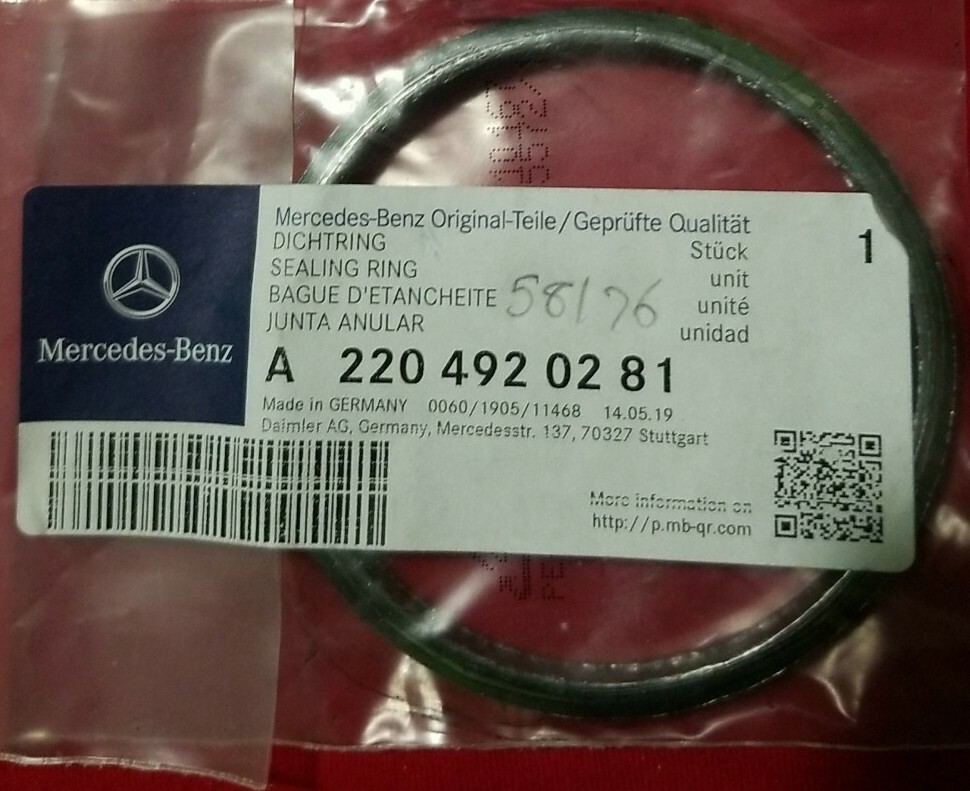 Mercedes-Benz
Mercedes-Benz Original-Teile/Geprüfte Qualität
DICHTRING Stück 1
SEALING RING unit
BAGUE D'ETANCHEITE unité
JUNTA ANULAR unidad
58/76
A 220 492 02 81
Made in GERMANY 0060/1905/11468 14.05.19
Daimler AG, Germany, Mercedesstr. 137, 70327 Stuttgart
More information on
http://p.mb-qr.com